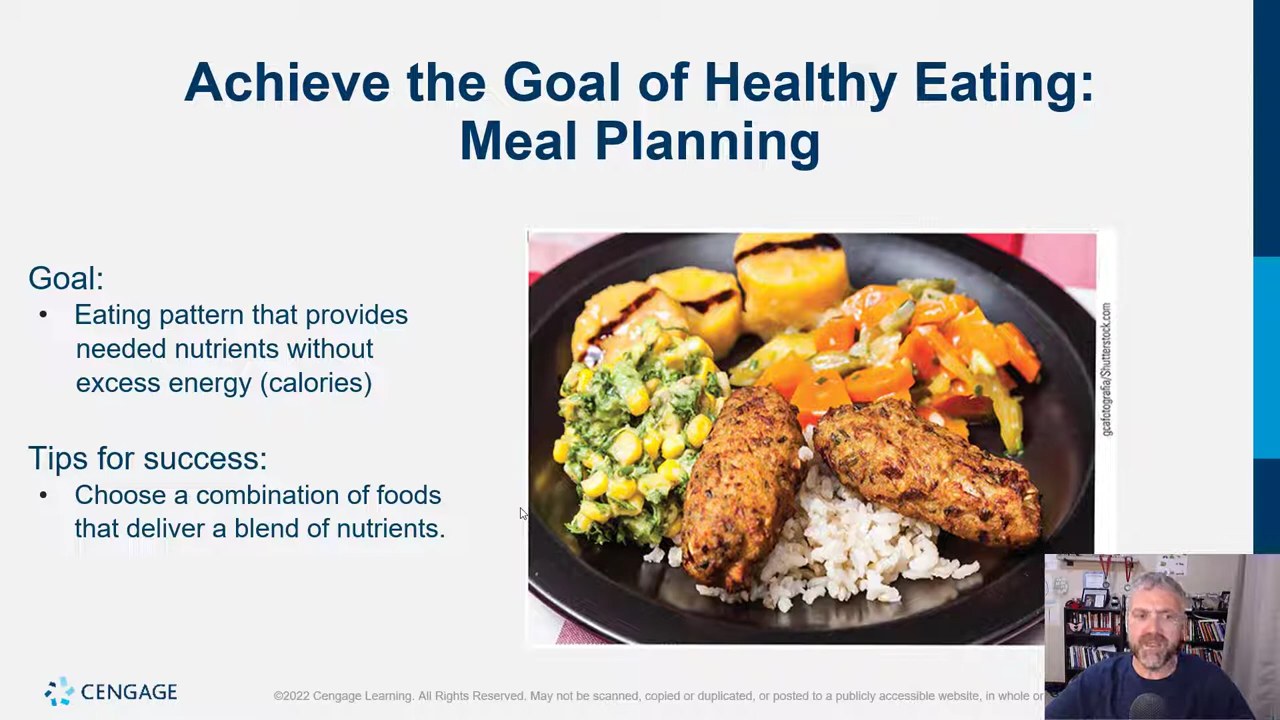 Achieve the Goal of Healthy Eating:
Meal Planning
Goal:
• Eating pattern that provides
needed nutrients without
excess energy (calories)
Tips for success:
• Choose a combination of foods
that deliver a blend of nutrients.
gcafotografia/Shutterstock.com
CENGAGE
©2022 Cengage Learning. All Rights Reserved. May not be scanned, copied or duplicated, or posted to a publicly accessible website, in whole or